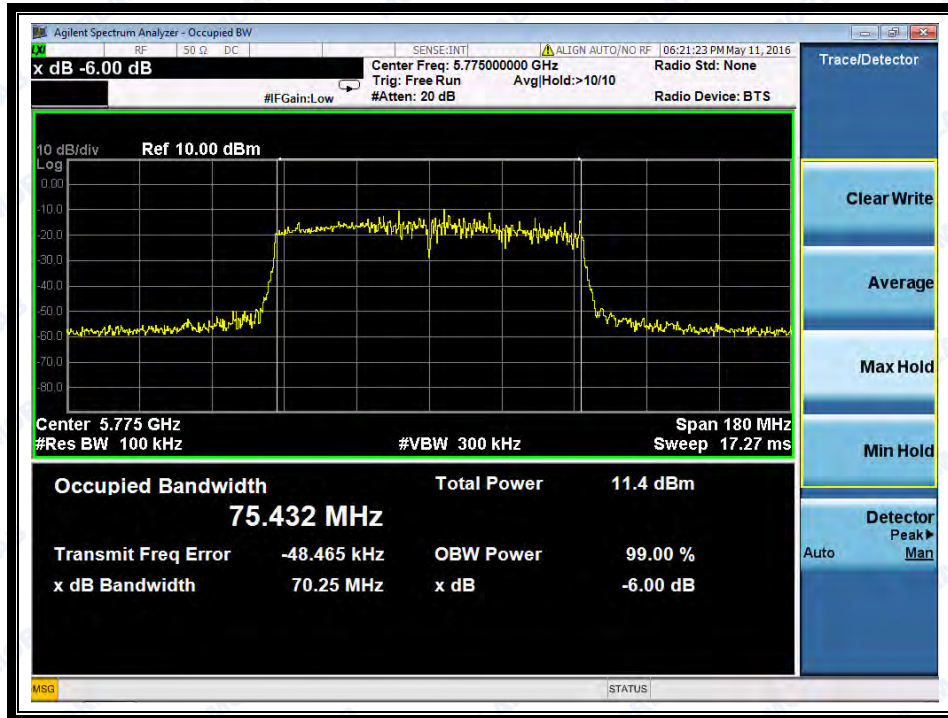 Agilent Spectrum Analyzer - Occupied BW
LXI RF 50 Ω DC SENSE:INT ALIGN AUTO/NO RF 06:21:23 PM May 11, 2016
x dB -6.00 dB
Center Freq: 5.775000000 GHz Radio Std: None
Trig: Free Run Avg|Hold:>10/10
#IFGain:Low #Atten: 20 dB Radio Device: BTS
Trace/Detector
10 dB/div Ref 10.00 dBm
Log
0.00
-10.0
-20.0
-30.0
-40.0
-50.0
-60.0
-70.0
-80.0
Center 5.775 GHz Span 180 MHz
#Res BW 100 kHz #VBW 300 kHz Sweep 17.27 ms
Occupied Bandwidth Total Power 11.4 dBm
75.432 MHz
Transmit Freq Error -48.465 kHz OBW Power 99.00 %
x dB Bandwidth 70.25 MHz x dB -6.00 dB
Clear Write
Average
Max Hold
Min Hold
Detector
Peak▶
Auto Man
MSG STATUS